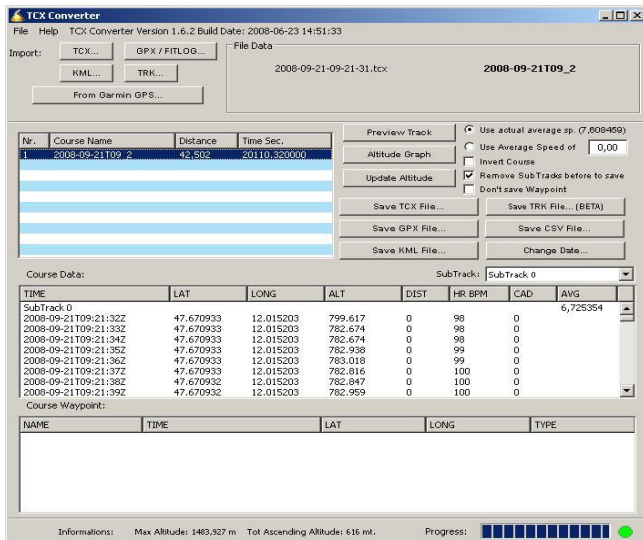 TCX Converter
File Help TCX Converter Version 1.6.2 Build Date: 2008-06-23 14:51:33
Import:
TCX...
GPX / FITLOG...
KML...
TRK...
From Garmin GPS...
File Data
2008-09-21-09-21-31.tcx 2008-09-21T09_2
Nr. Course Name Distance Time Sec.
1 2008-09-21T09_2 42,502 20110.320000
Preview Track
Altitude Graph
Update Altitude
Use actual average sp. (7,608469)
Use Average Speed of 0,00
Invert Course
Remove SubTracks before to save
Don't save Waypoint
Save TCX File... Save TRK File... (BETA)
Save GPX File... Save CSV File...
Save KML File... Change Date...
Course Data: SubTrack: SubTrack 0
TIME LAT LONG ALT DIST HR BPM CAD AVG
SubTrack 0 6,725354
2008-09-21T09:21:32Z 47.670933 12.015203 799.617 0 98 0
2008-09-21T09:21:33Z 47.670933 12.015203 782.674 0 98 0
2008-09-21T09:21:34Z 47.670933 12.015203 782.674 0 98 0
2008-09-21T09:21:35Z 47.670933 12.015203 782.938 0 99 0
2008-09-21T09:21:36Z 47.670933 12.015203 783.018 0 99 0
2008-09-21T09:21:37Z 47.670933 12.015203 782.816 0 100 0
2008-09-21T09:21:38Z 47.670932 12.015203 782.847 0 100 0
2008-09-21T09:21:39Z 47.670932 12.015203 782.959 0 100 0
Course Waypoint:
NAME TIME LAT LONG TYPE
Informations: Max Altitude: 1483,927 m Tot Ascending Altitude: 616 mt. Progress: